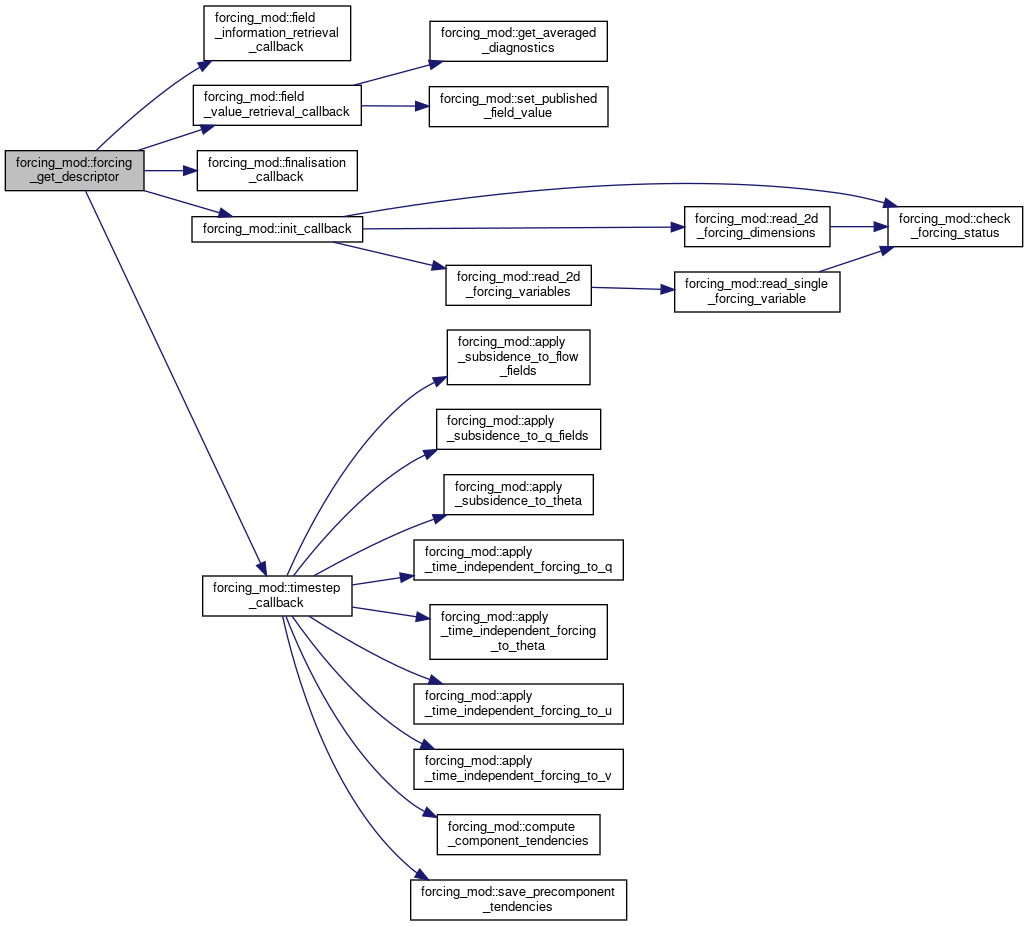 forcing_mod::forcing
_get_descriptor
forcing_mod::field
_information_retrieval
_callback
forcing_mod::field
_value_retrieval_callback
forcing_mod::get_averaged
_diagnostics
forcing_mod::set_published
_field_value
forcing_mod::finalisation
_callback
forcing_mod::init_callback
forcing_mod::read_2d
_forcing_dimensions
forcing_mod::check
_forcing_status
forcing_mod::read_2d
_forcing_variables
forcing_mod::read_single
_forcing_variable
forcing_mod::timestep
_callback
forcing_mod::apply
_subsidence_to_flow
_fields
forcing_mod::apply
_subsidence_to_q_fields
forcing_mod::apply
_subsidence_to_theta
forcing_mod::apply
_time_independent_forcing_to_q
forcing_mod::apply
_time_independent_forcing
_to_theta
forcing_mod::apply
_time_independent_forcing_to_u
forcing_mod::apply
_time_independent_forcing_to_v
forcing_mod::compute
_component_tendencies
forcing_mod::save_precomponent
_tendencies